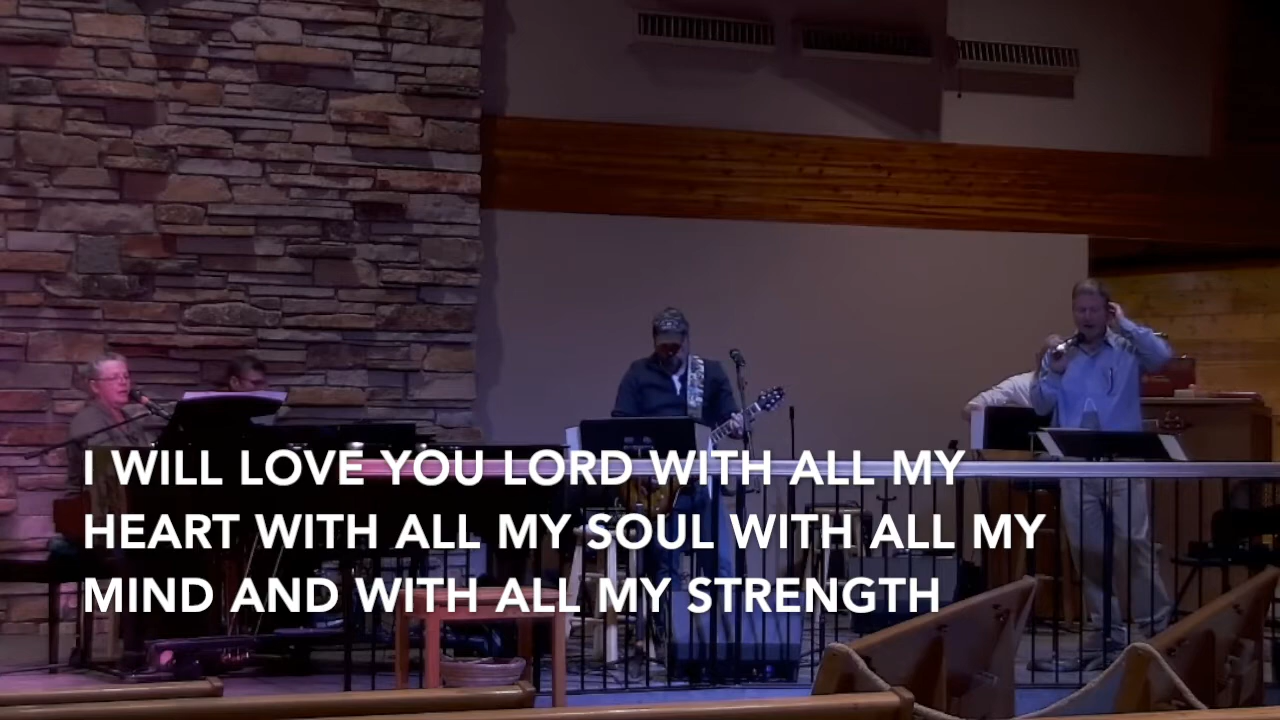 I WILL LOVE YOU LORD WITH ALL MY
HEART WITH ALL MY SOUL WITH ALL MY
MIND AND WITH ALL MY STRENGTH